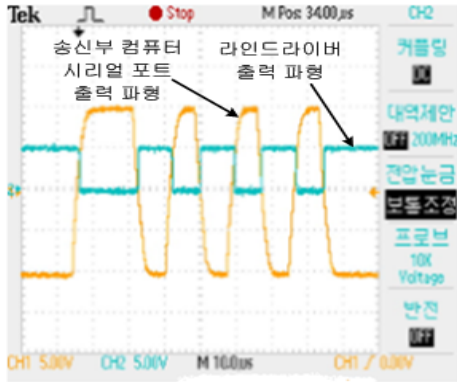 Tek Stop M Pos: 34.00µs CH2
송신부 컴퓨터
시리얼 포트
출력 파형
라인드라이버
출력 파형
커플링
DC
대역제한
OFF 200MHz
전압눈금
보통조정
프로브
10X
Voltage
반전
OFF
CH1 5.00V CH2 5.00V M 10.0µs CH1 / 0.00V